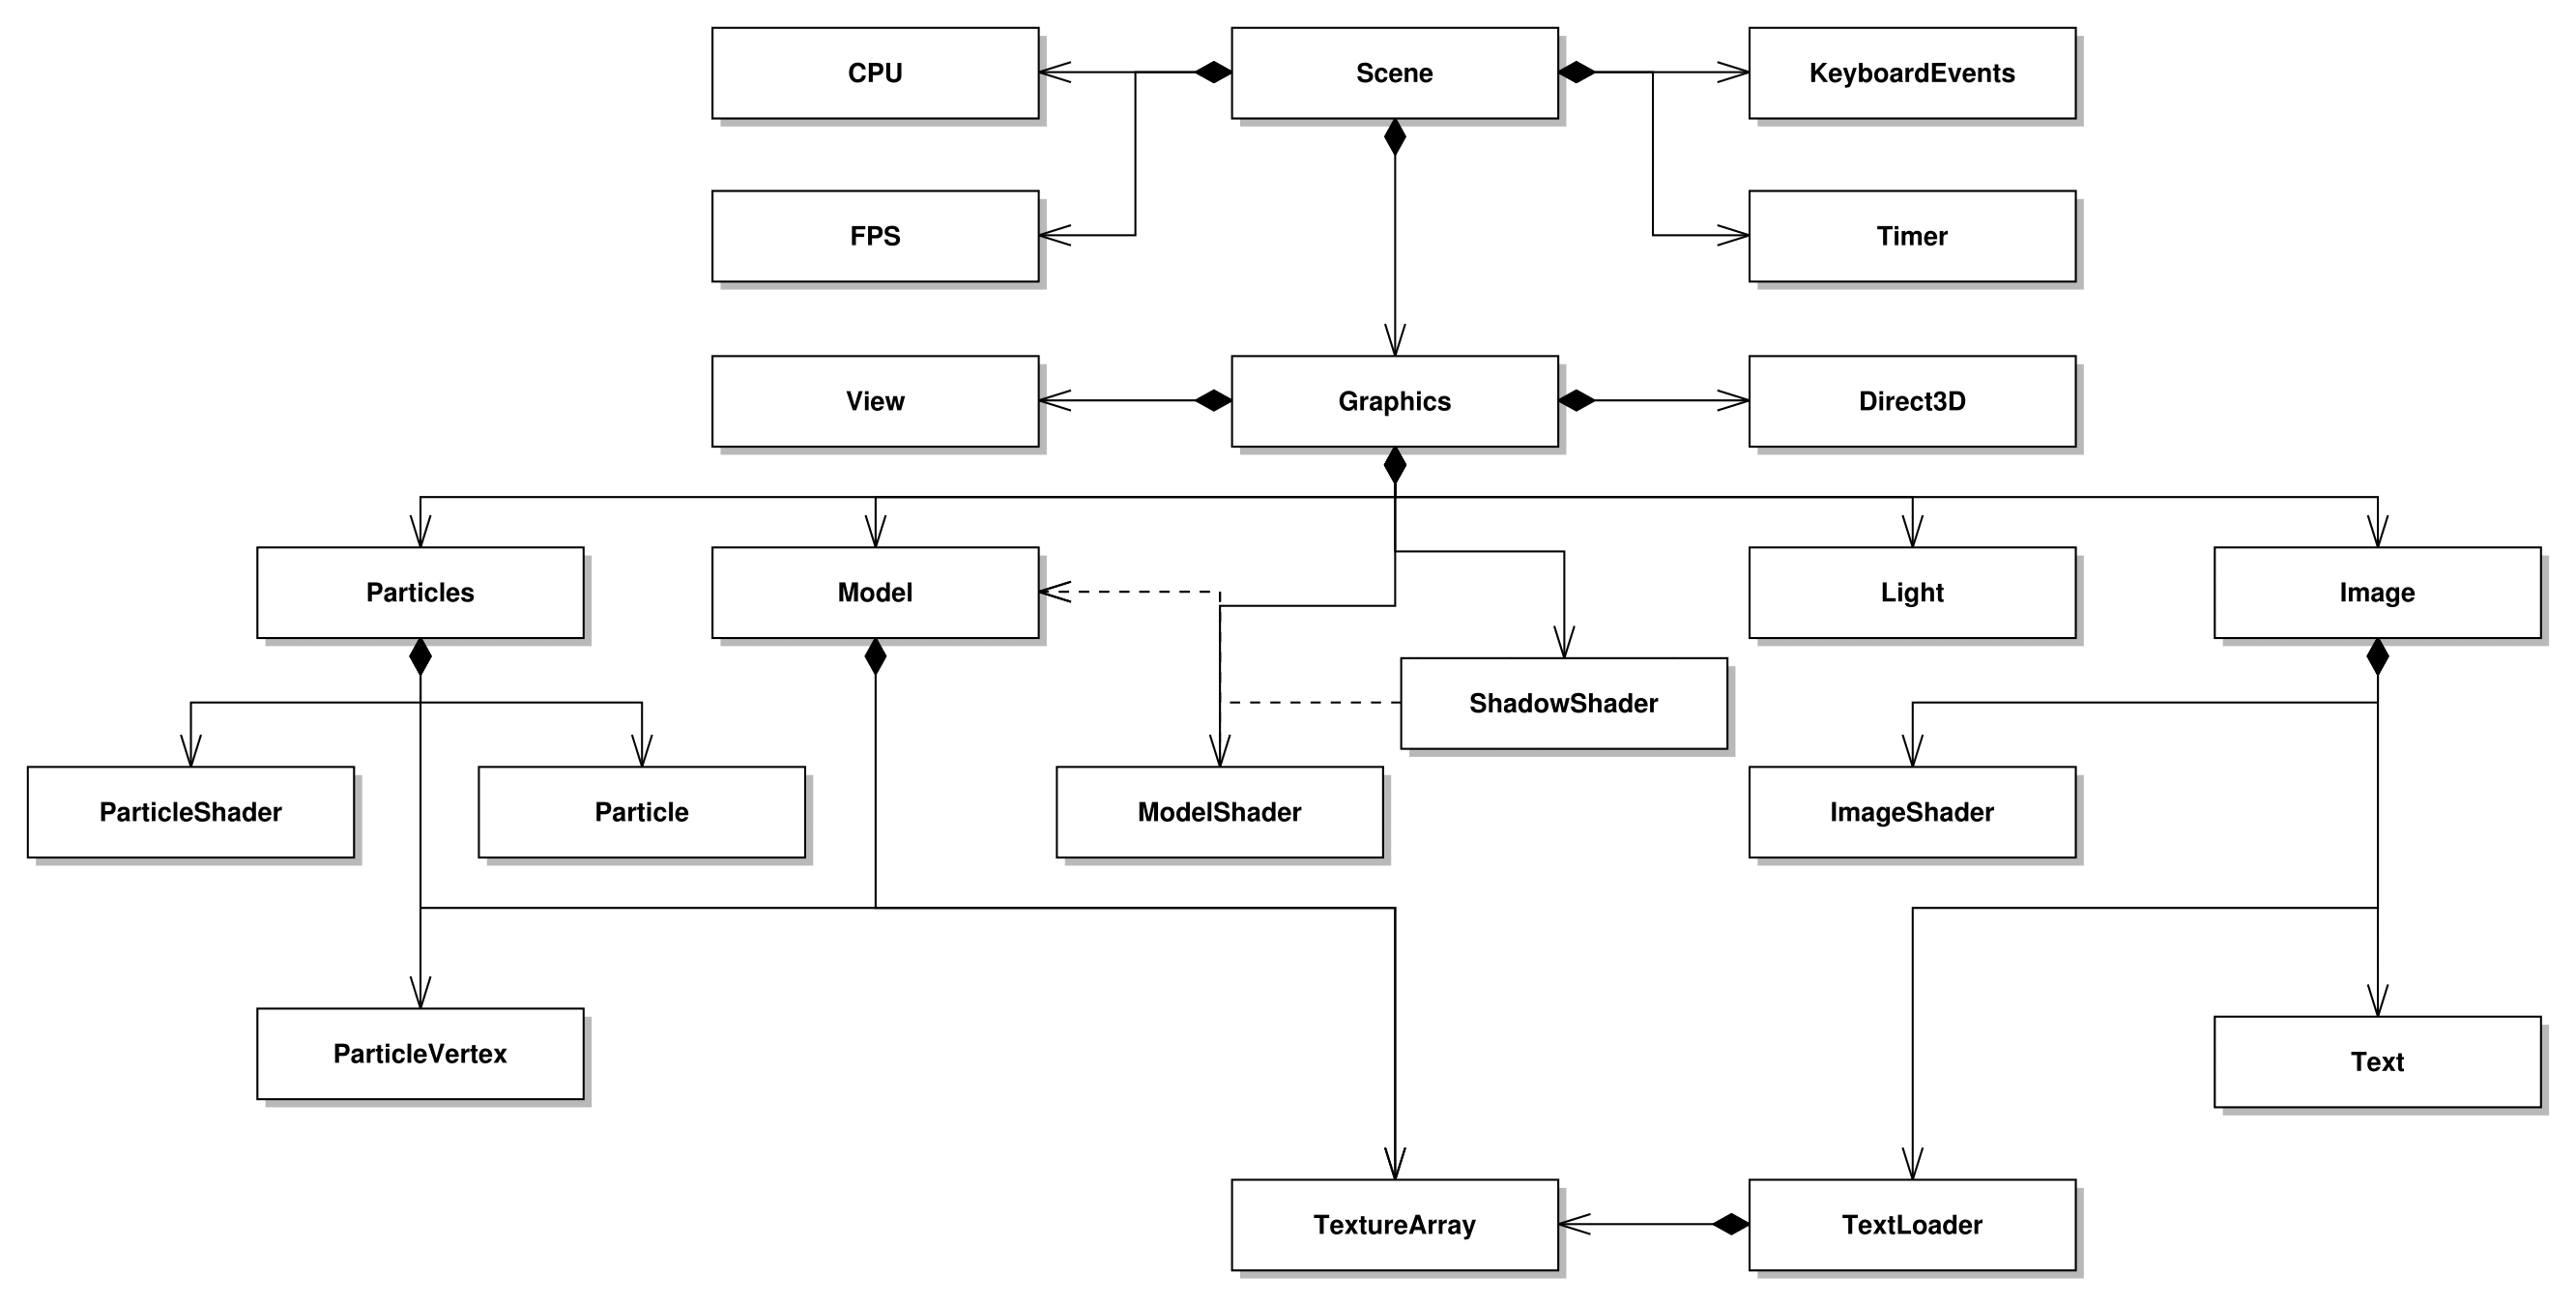 CPU
Scene
KeyboardEvents
FPS
Timer
View
Graphics
Direct3D
Particles
Model
Light
Image
ShadowShader
ParticleShader
Particle
ModelShader
ImageShader
ParticleVertex
Text
TextureArray
TextLoader